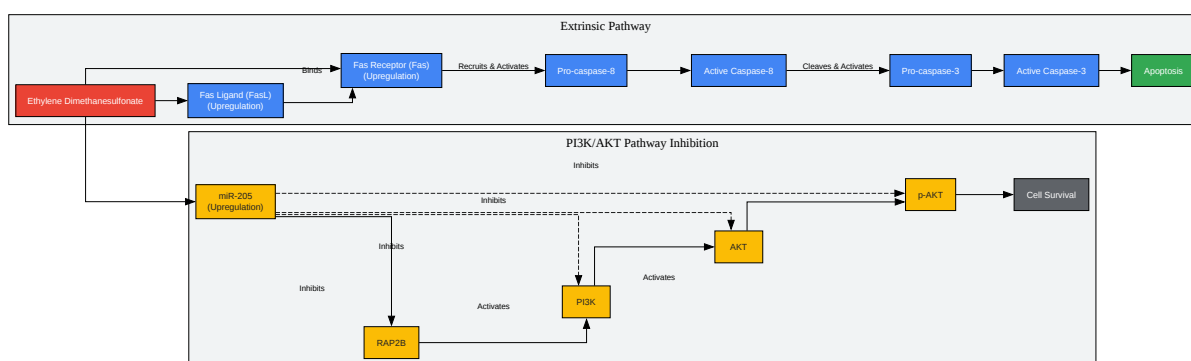 Extrinsic Pathway
Ethylene Dimethanesulfonate
Fas Ligand (FasL)
(Upregulation)
Binds
Fas Receptor (Fas)
(Upregulation)
Recruits & Activates
Pro-caspase-8
Active Caspase-8
Cleaves & Activates
Pro-caspase-3
Active Caspase-3
Apoptosis
PI3K/AKT Pathway Inhibition
miR-205
(Upregulation)
Inhibits
Inhibits
Inhibits
Inhibits
RAP2B
Activates
PI3K
Activates
AKT
p-AKT
Cell Survival